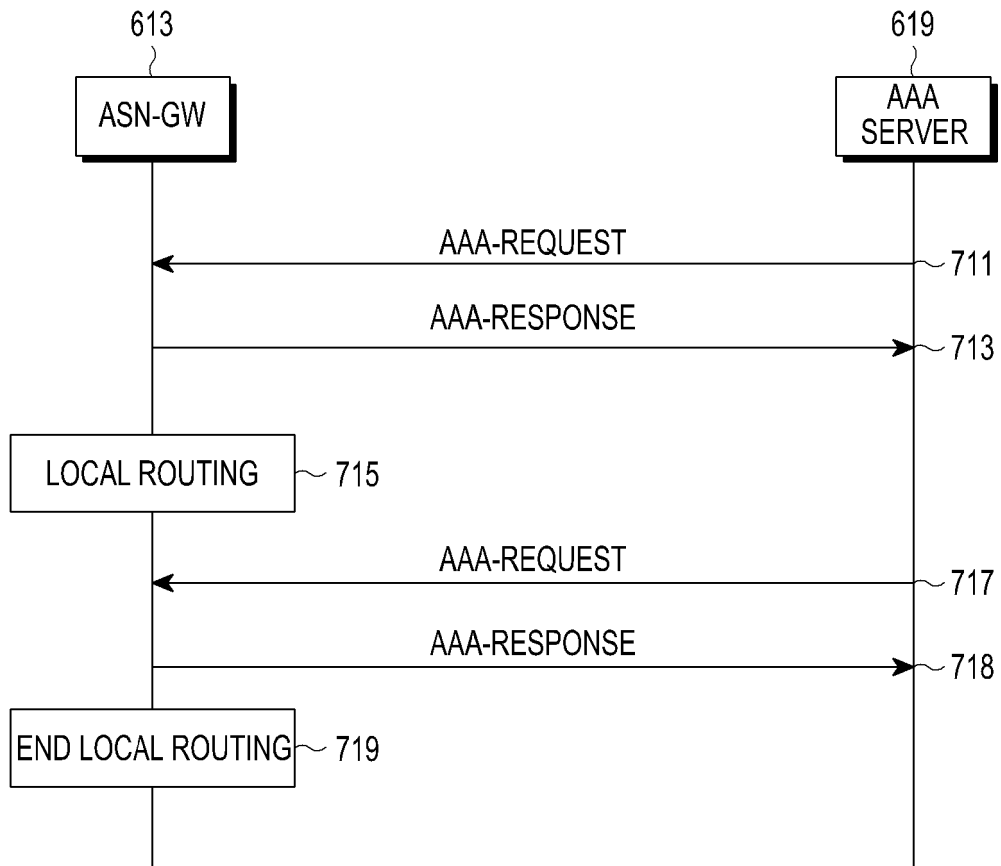 613
619
ASN-GW
AAA
SERVER
AAA-REQUEST
711
AAA-RESPONSE
713
LOCAL ROUTING
715
AAA-REQUEST
717
AAA-RESPONSE
718
END LOCAL ROUTING
719